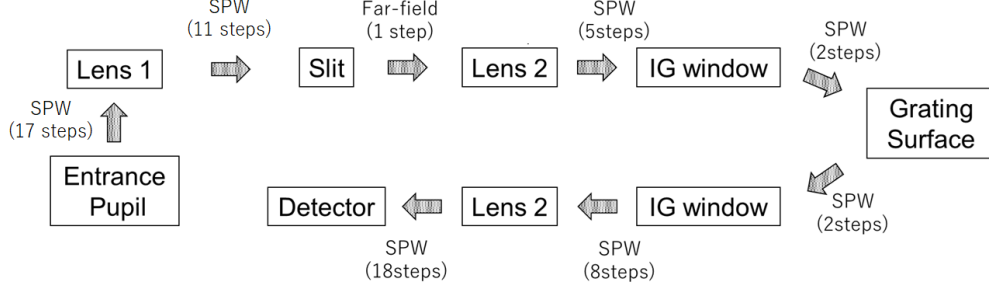 SPW
(11 steps)
Far-field
(1 step)
SPW
(5steps)
SPW
(2steps)
Lens 1
Slit
Lens 2
IG window
Grating
Surface
SPW
(17 steps)
Entrance
Pupil
Detector
Lens 2
IG window
SPW
(2steps)
SPW
(18steps)
SPW
(8steps)